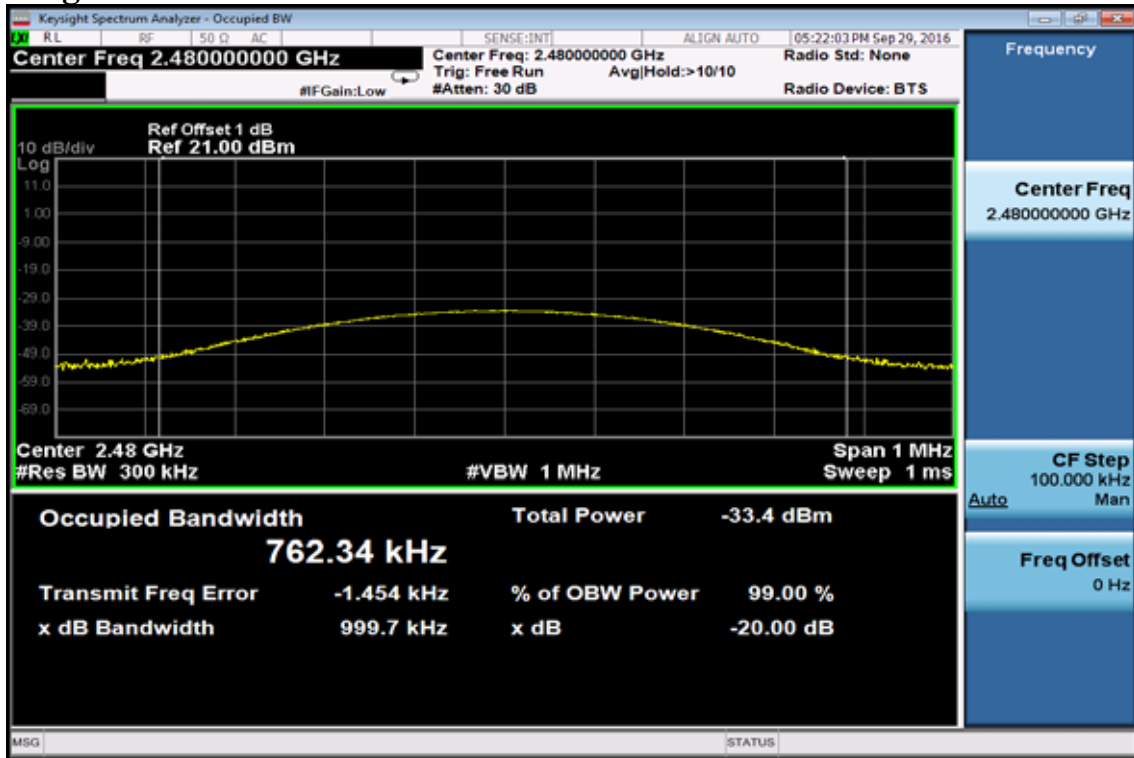 Keysight Spectrum Analyzer - Occupied BW
LXI RL RF 50 Ω AC SENSE:INT ALIGN AUTO 05:22:03 PM Sep 29, 2016
Center Freq 2.480000000 GHz
Center Freq: 2.480000000 GHz Radio Std: None
Trig: Free Run Avg|Hold:>10/10
#IFGain:Low #Atten: 30 dB Radio Device: BTS
Ref Offset 1 dB
10 dB/div Ref 21.00 dBm
Log
11.0
1.00
-9.00
-19.0
-29.0
-39.0
-49.0
-59.0
-69.0
Center 2.48 GHz Span 1 MHz
#Res BW 300 kHz #VBW 1 MHz Sweep 1 ms
Occupied Bandwidth Total Power -33.4 dBm
762.34 kHz
Transmit Freq Error -1.454 kHz % of OBW Power 99.00 %
x dB Bandwidth 999.7 kHz x dB -20.00 dB
MSG STATUS
Frequency
Center Freq
2.480000000 GHz
CF Step
100.000 kHz
Auto Man
Freq Offset
0 Hz